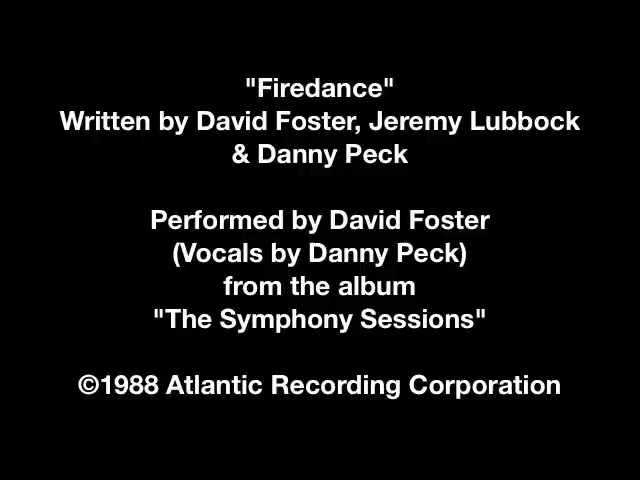 "Firedance"
Written by David Foster, Jeremy Lubbock
& Danny Peck
Performed by David Foster
(Vocals by Danny Peck)
from the album
"The Symphony Sessions"
©1988 Atlantic Recording Corporation